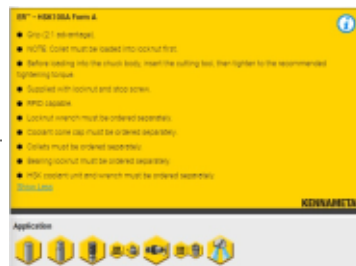 ER™ - HSK100A Form A
Grip (2:1 advantage).
NOTE: Collet must be loaded into locknut first.
Before loading into the chuck body, insert the cutting tool, then tighten to the recommended
tightening torque.
Supplied with locknut and stop screw.
RFID capable.
Locknut wrench must be ordered separately.
Coolant cone cap must be ordered separately.
Collets must be ordered separately.
Bearing locknut must be ordered separately.
HSK coolant unit and wrench must be ordered separately.
Show Less
KENNAMETA
Application